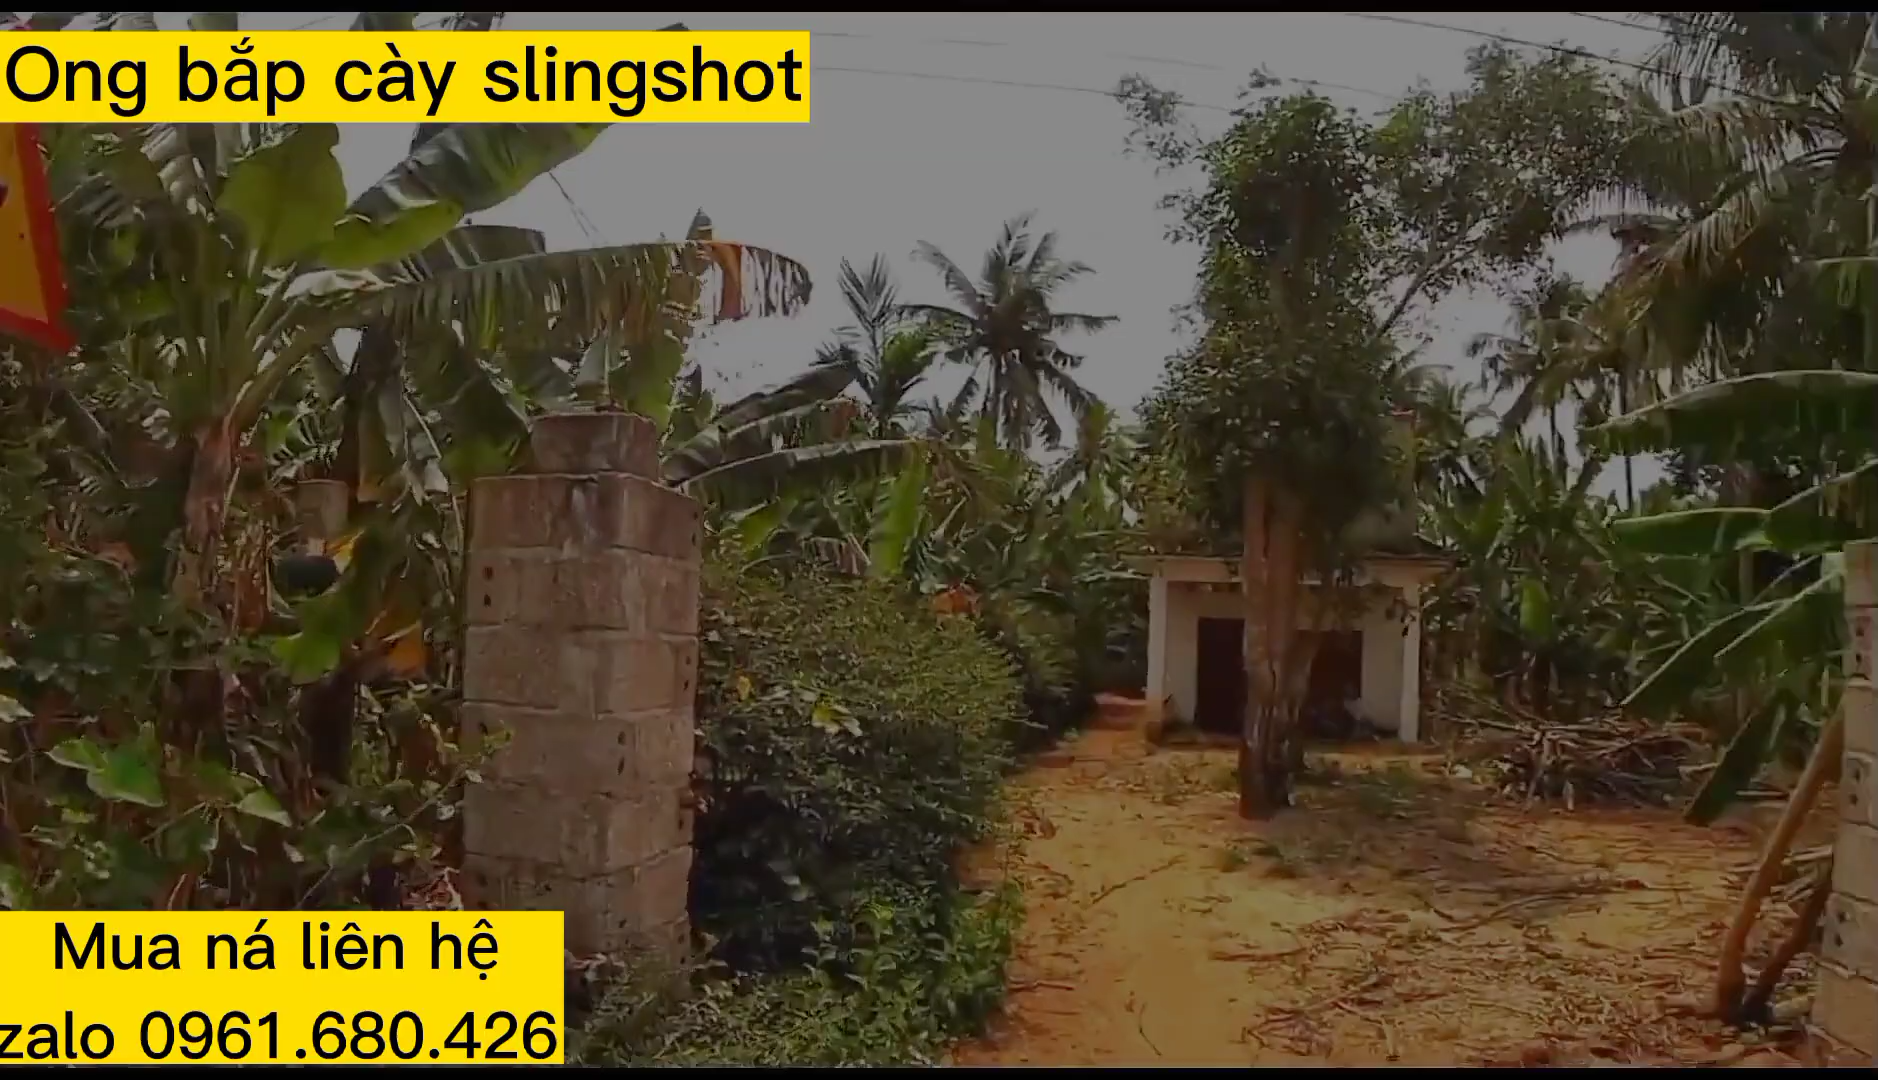 Ong bắp cày slingshot
Mua ná liên hệ
zalo 0961.680.426